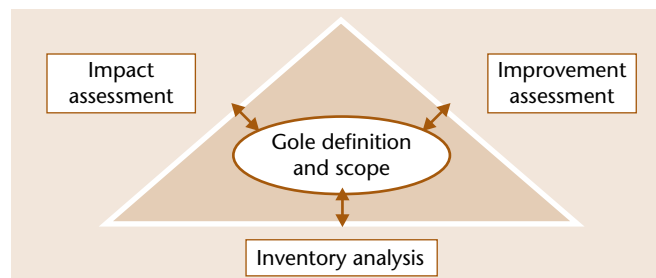 Impact
assessment
Improvement
assessment
Gole definition
and scope
Inventory analysis